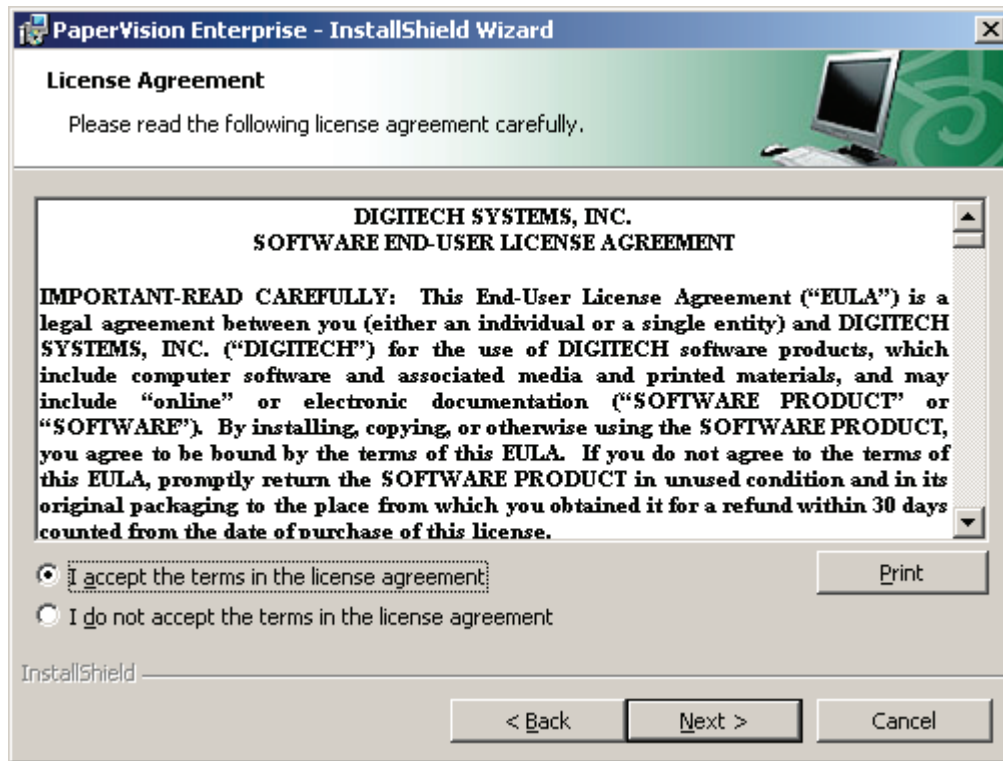 PaperVision Enterprise - InstallShield Wizard
License Agreement
Please read the following license agreement carefully.
DIGITECH SYSTEMS, INC.
SOFTWARE END-USER LICENSE AGREEMENT
IMPORTANT-READ CAREFULLY: This End-User License Agreement (“EULA”) is a
legal agreement between you (either an individual or a single entity) and DIGITECH
SYSTEMS, INC. (“DIGITECH”) for the use of DIGITECH software products, which
include computer software and associated media and printed materials, and may
include “online” or electronic documentation (“SOFTWARE PRODUCT” or
“SOFTWARE”). By installing, copying, or otherwise using the SOFTWARE PRODUCT,
you agree to be bound by the terms of this EULA. If you do not agree to the terms of
this EULA, promptly return the SOFTWARE PRODUCT in unused condition and in its
original packaging to the place from which you obtained it for a refund within 30 days
counted from the date of purchase of this license.
I accept the terms in the license agreement
Print
I do not accept the terms in the license agreement
InstallShield
< Back Next > Cancel